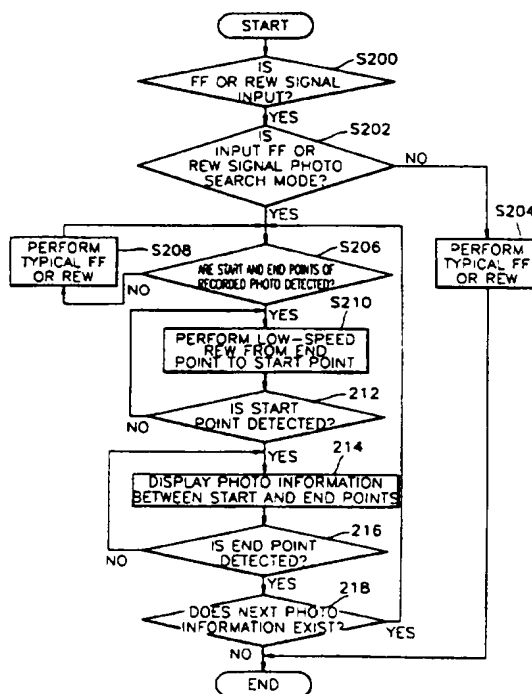 START
S200
IS
FF OR REW SIGNAL
INPUT?
YES
S202
IS
INPUT FF OR
REW SIGNAL PHOTO
SEARCH MODE?
NO
YES
S204
PERFORM
TYPICAL FF
OR REW
S208
PERFORM
TYPICAL FF
OR REW
S206
ARE START AND END POINTS OF
RECORDED PHOTO DETECTED?
NO
YES
S210
PERFORM LOW-SPEED
REW FROM END
POINT TO START POINT
212
IS START
POINT DETECTED?
NO
YES
214
DISPLAY PHOTO INFORMATION
BETWEEN START AND END POINTS
216
IS END POINT
DETECTED?
NO
YES
218
DOES NEXT PHOTO
INFORMATION EXIST?
YES
NO
END